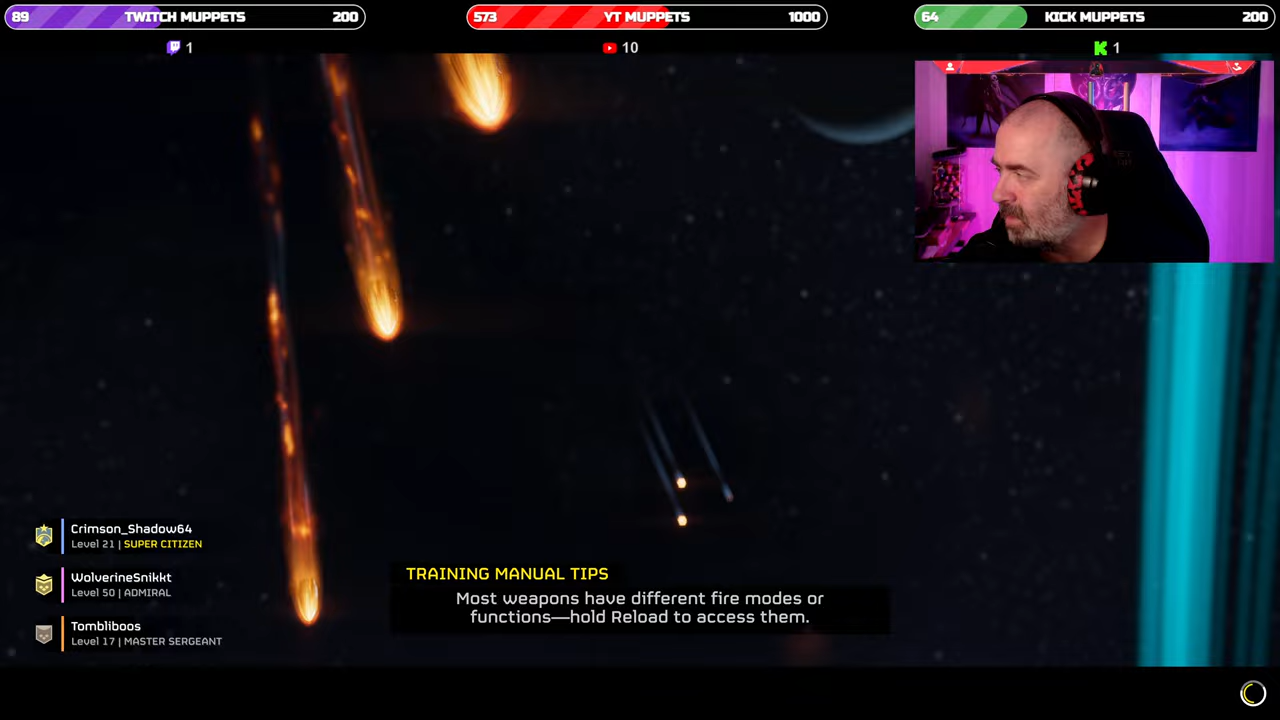 89 TWITCH MUPPETS 200
573 YT MUPPETS 1000
64 KICK MUPPETS 200
1
10
1
Crimson_Shadow64
Level 21 | SUPER CITIZEN
WolverineSnikkt
Level 50 | ADMIRAL
Tombliboos
Level 17 | MASTER SERGEANT
TRAINING MANUAL TIPS
Most weapons have different fire modes or
functions—hold Reload to access them.